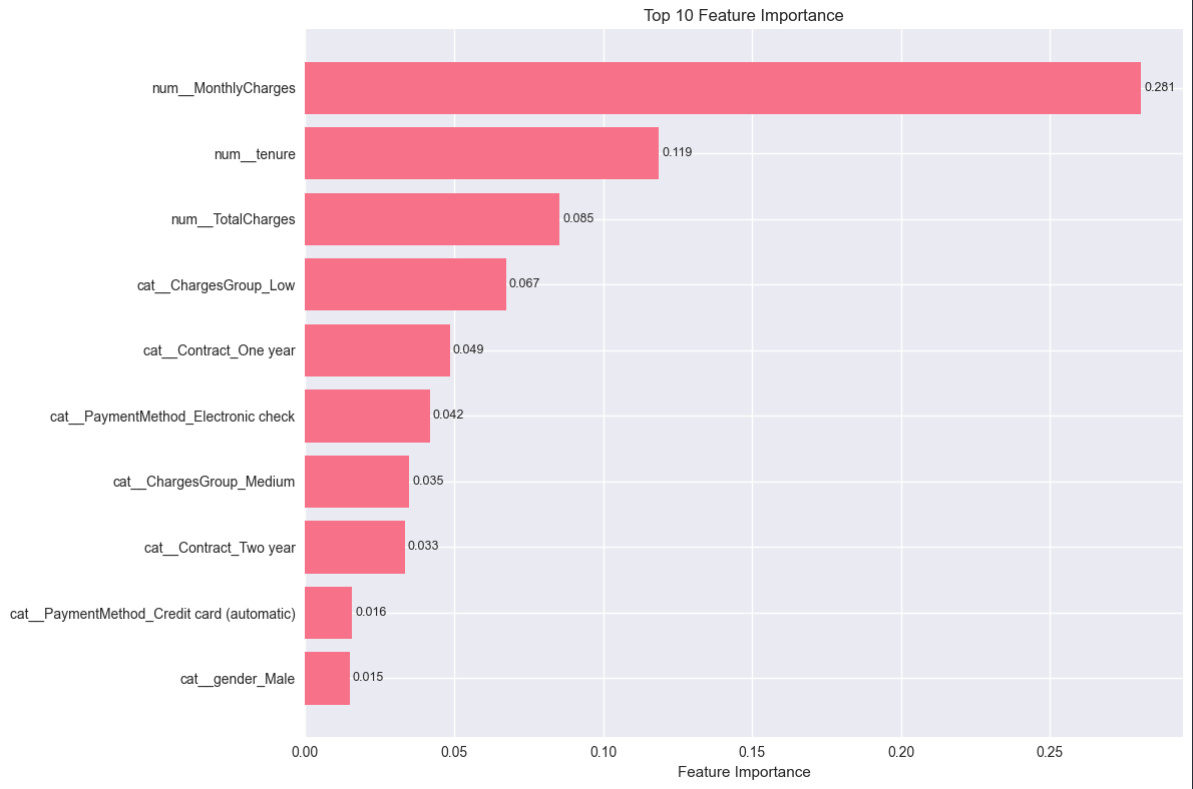 Top 10 Feature Importance
num__MonthlyCharges 0.281
num__tenure 0.119
num__TotalCharges 0.085
cat__ChargesGroup_Low 0.067
cat__Contract_One year 0.049
cat__PaymentMethod_Electronic check 0.042
cat__ChargesGroup_Medium 0.035
cat__Contract_Two year 0.033
cat__PaymentMethod_Credit card (automatic) 0.016
cat__gender_Male 0.015
0.00 0.05 0.10 0.15 0.20 0.25
Feature Importance